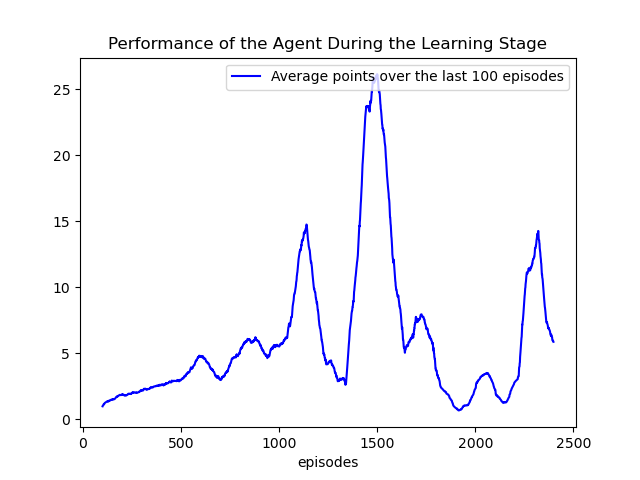 Performance of the Agent During the Learning Stage
Average points over the last 100 episodes
25
20
15
10
5
0
0 500 1000 1500 2000 2500
episodes